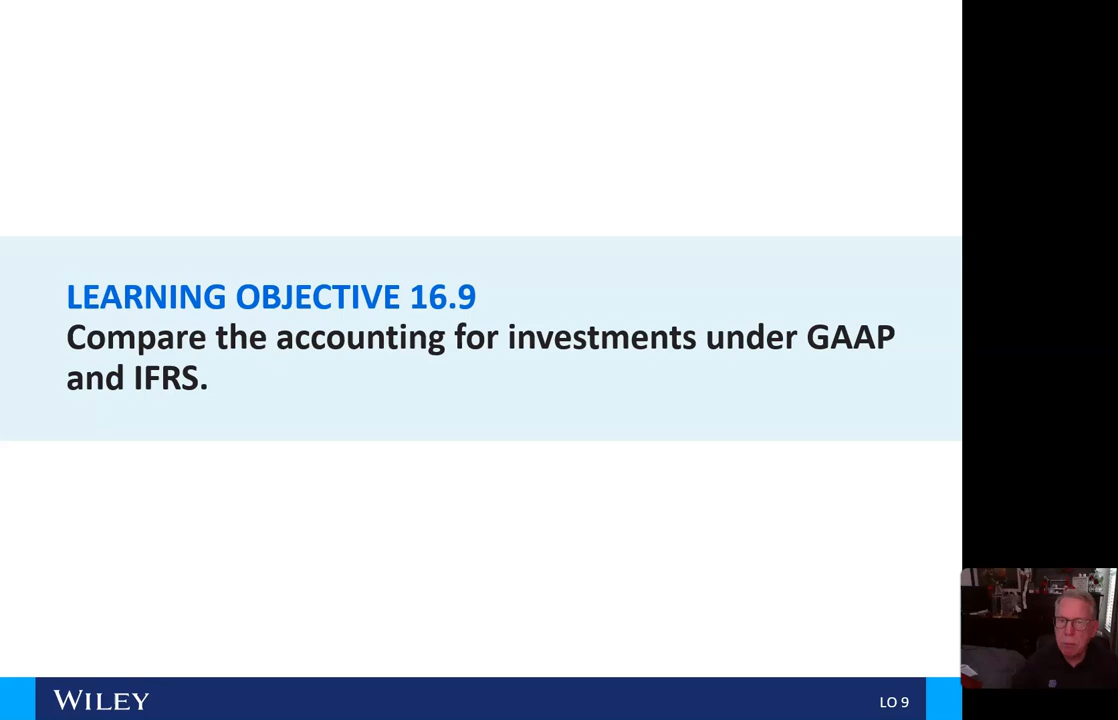 LEARNING OBJECTIVE 16.9
Compare the accounting for investments under GAAP
and IFRS.
WILEY
LO 9